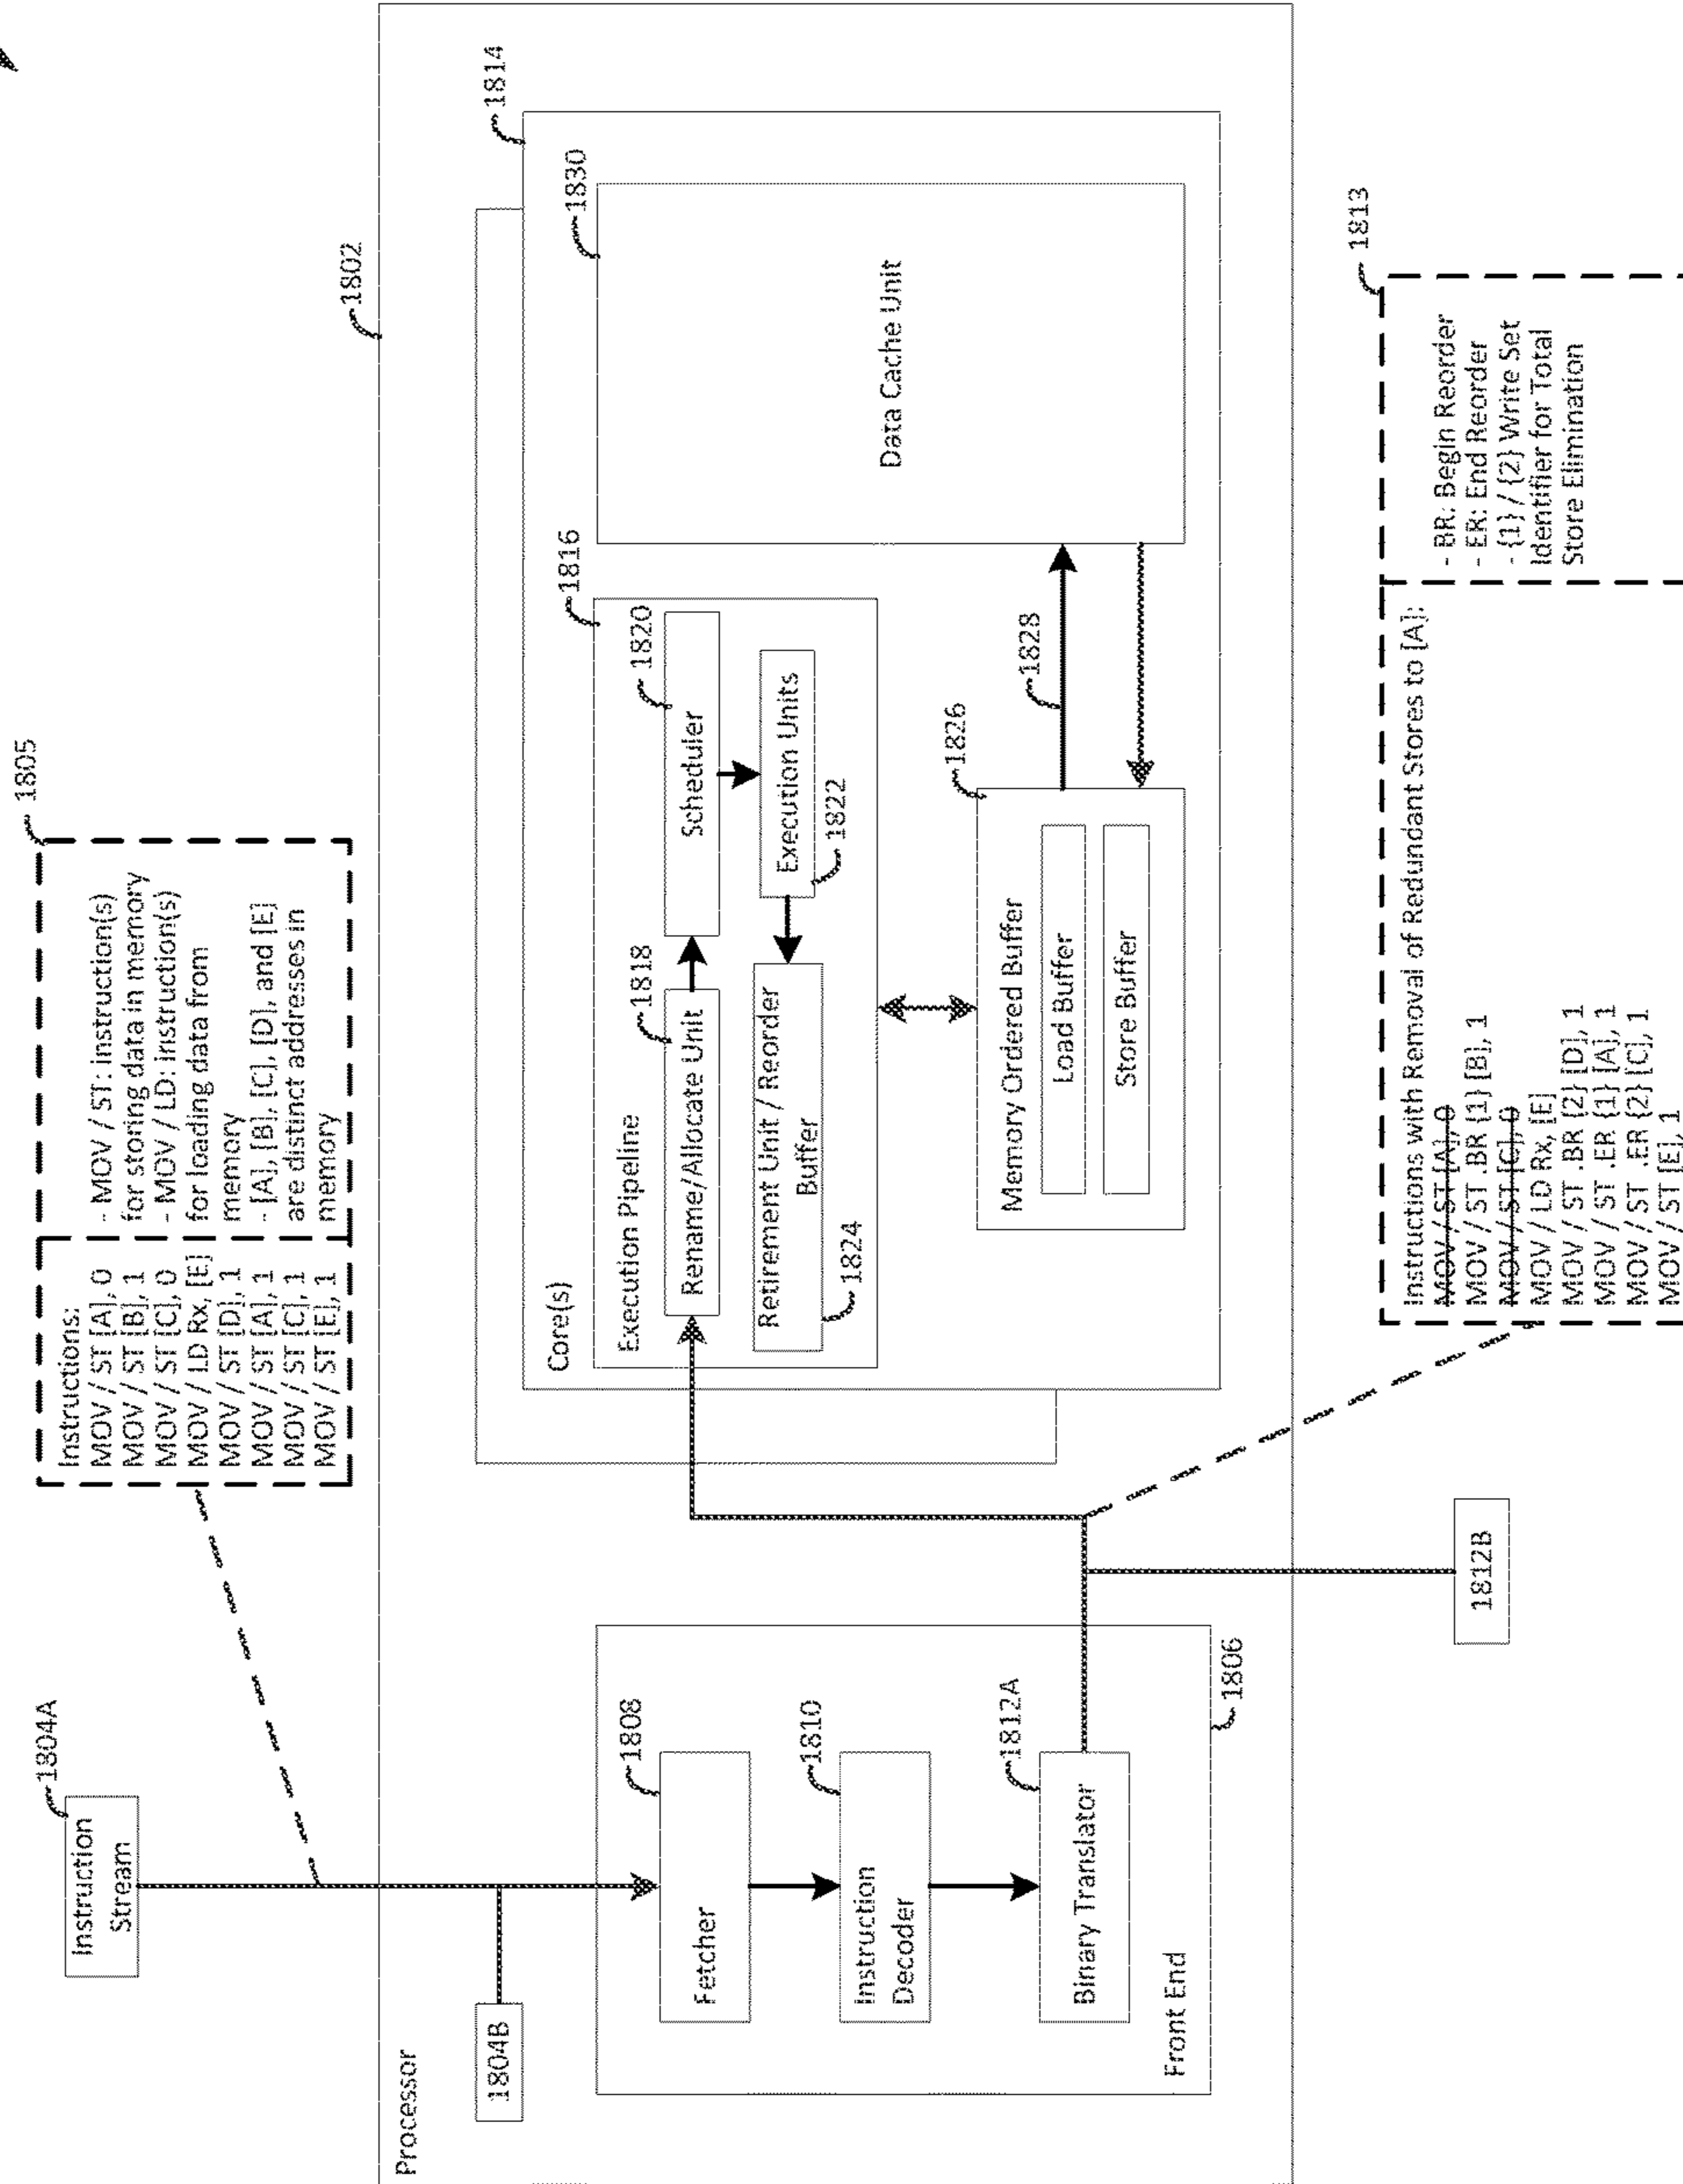 1804A
Instruction
Stream
1805
Instructions:
MOV / ST [A], 0
MOV / ST [B], 1
MOV / ST [C], 0
MOV / LD Rx, [E]
MOV / ST [D], 1
MOV / ST [A], 1
MOV / ST [C], 1
MOV / ST [E], 1
- MOV / ST: instruction(s)
for storing data in memory
- MOV / LD: instruction(s)
for loading data from
memory
- [A], [B], [C], [D], and [E]
are distinct addresses in
memory
1802
Processor
1804B
Fetcher
1808
Instruction
Decoder
1810
Binary Translator
1812A
Front End
1806
1814
Core(s)
1816
Execution Pipeline
Rename/Allocate Unit
1818
Scheduler
1820
Execution Units
1822
Retirement Unit / Reorder
Buffer
1824
Memory Ordered Buffer
1826
Load Buffer
Store Buffer
1828
Data Cache Unit
1830
1812B
1813
Instructions with Removal of Redundant Stores to [A]:
MOV / ST [A], 0
MOV / ST .BR {1} [B], 1
MOV / ST [C], 0
MOV / LD Rx, [E]
MOV / ST .BR {2} [D], 1
MOV / ST .ER {1} [A], 1
MOV / ST .ER {2} [C], 1
MOV / ST [E], 1
- BR: Begin Reorder
- ER: End Reorder
- {1} / {2} Write Set
Identifier for Total
Store Elimination